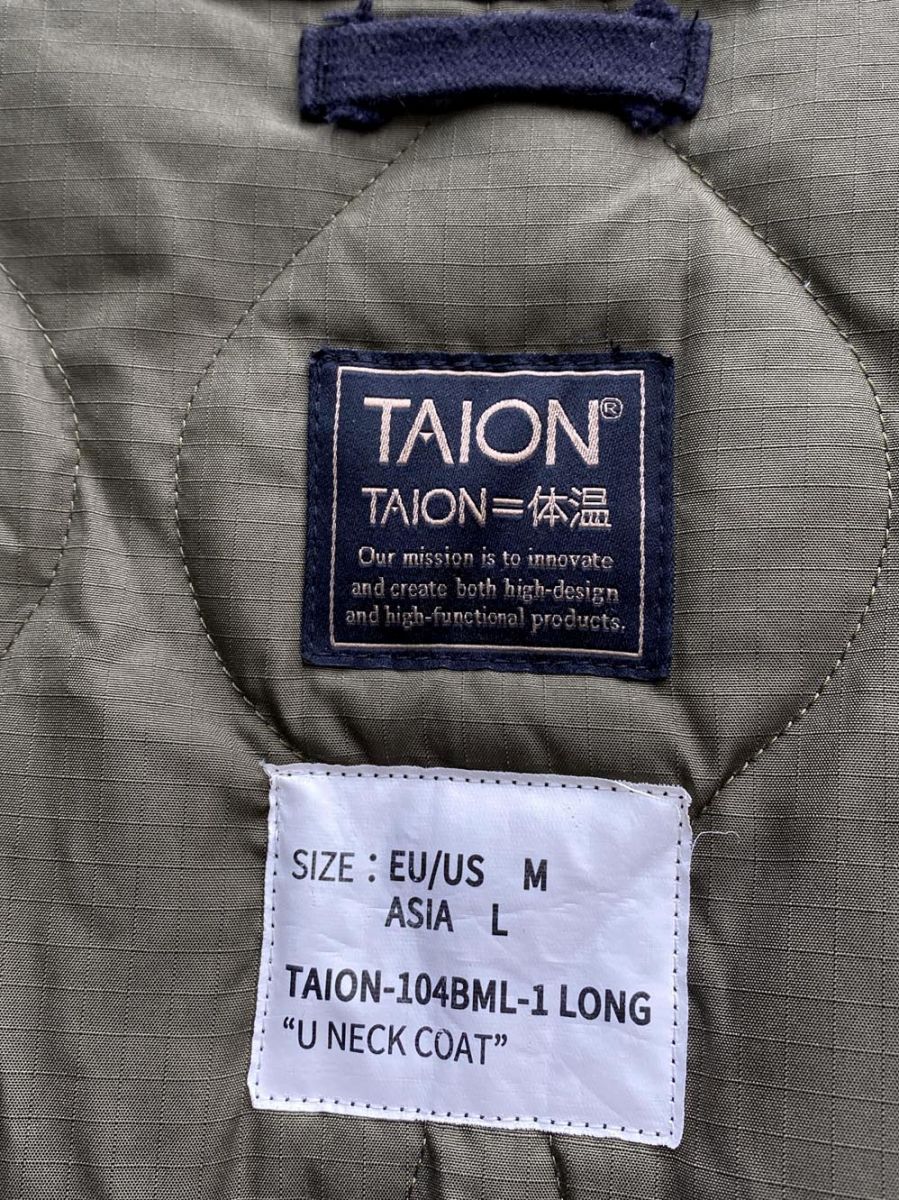 TAION®
TAION=体温
Our mission is to innovate
and create both high-design
and high-functional products.
SIZE : EU/US M
ASIA L
TAION-104BML-1 LONG
“U NECK COAT”